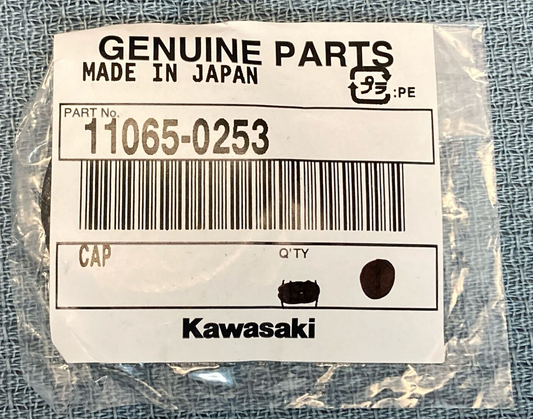 GENUINE PARTS
MADE IN JAPAN
プラ :PE
PART No.
11065-0253
CAP
Q'TY
Kawasaki